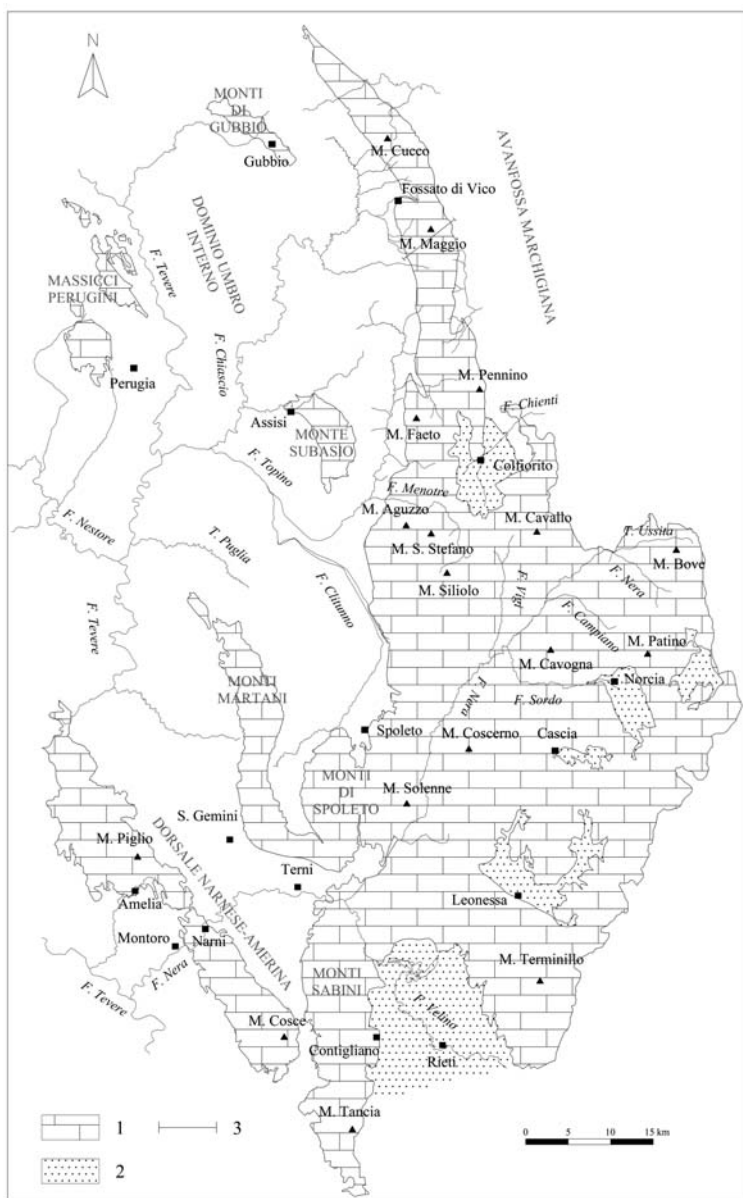 N
MONTI
DI
GUBBIO
Gubbio
M. Cucco
AVANFOSSA MARCHIGIANA
Fossato di Vico
M. Maggio
DOMINIO UMBRO
INTERNO
F. Tevere
MASSICCI
PERUGINI
F. Chiascio
Perugia
M. Pennino
F. Chienti
Assisi
MONTE
SUBASIO
M. Faeto
Colfiorito
F. Topino
F. Menotre
M. Aguzzo
M. Cavallo
T. Ussita
F. Nestore
T. Puglia
M. S. Stefano
M. Bove
F. Clitunno
M. Siliolo
F. Vigi
F. Nera
F. Campiano
F. Tevere
M. Patino
M. Cavogna
MONTI
MARTANI
Norcia
F. Nera
F. Sordo
Spoleto
M. Coscerno
Cascia
MONTI
DI
SPOLETO
M. Solenne
S. Gemini
M. Piglio
DORSALE NARNESE-AMERINA
Terni
Amelia
Leonessa
Narni
Montoro
F. Nera
M. Terminillo
MONTI
SABINI
F. Tevere
F. Velino
M. Cosce
Contigliano
Rieti
M. Tancia
1
3
2
0 5 10 15 km